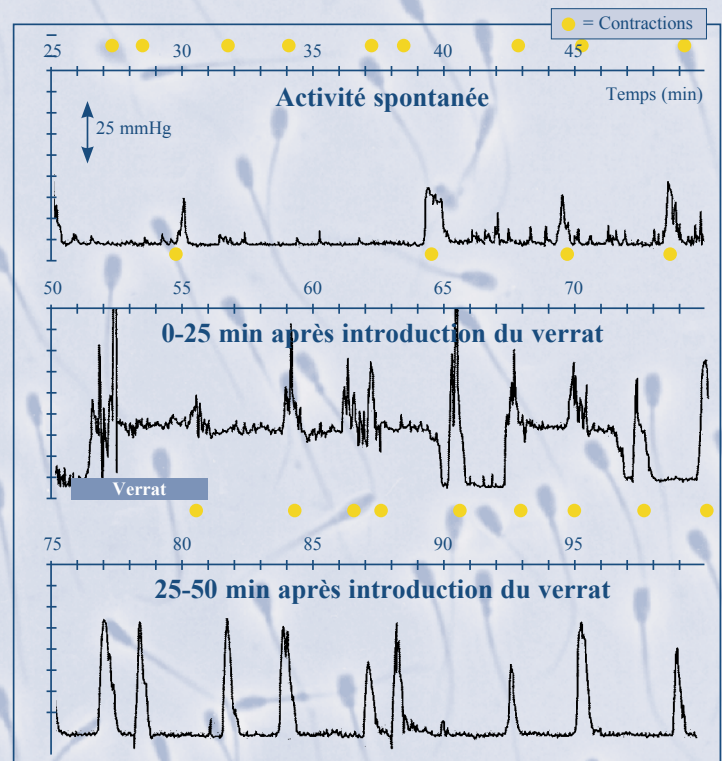 = Contractions
25 30 35 40 45
Activité spontanée
Temps (min)
25 mmHg
50 55 60 65 70
0-25 min après introduction du verrat
Verrat
75 80 85 90 95
25-50 min après introduction du verrat